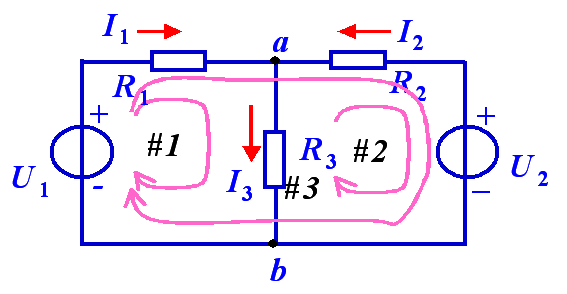 I1
I2
a
R1
R2
+
+
#1
R3
#2
U1
U2
-
I3
#3
−
b